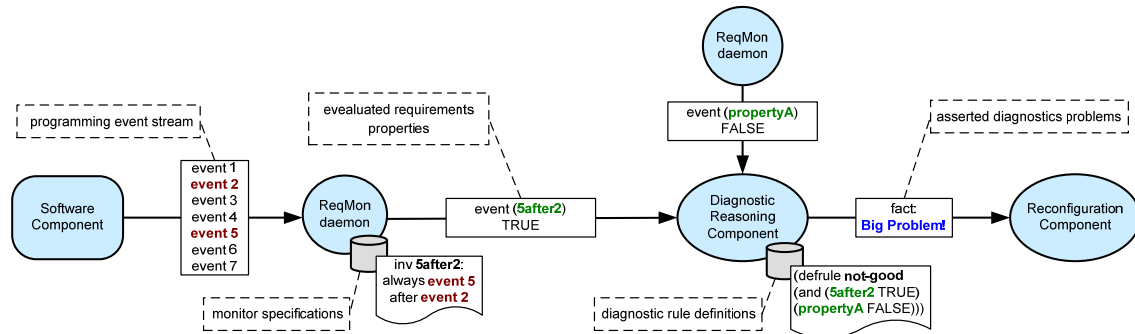 ReqMon
daemon
programming event stream
evealuated requirements
properties
event (propertyA)
FALSE
asserted diagnostics problems
Software
Component
event 1
event 2
event 3
event 4
event 5
event 6
event 7
ReqMon
daemon
event (5after2)
TRUE
Diagnostic
Reasoning
Component
fact:
Big Problem!
Reconfiguration
Component
inv 5after2:
always event 5
after event 2
(defrule not-good
(and (5after2 TRUE)
(propertyA FALSE)))
monitor specifications
diagnostic rule definitions